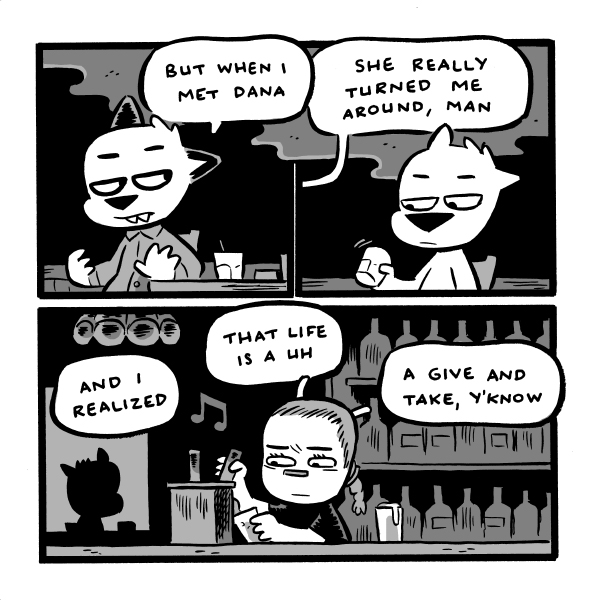 BUT WHEN I
MET DANA
SHE REALLY
TURNED ME
AROUND, MAN
AND I
REALIZED
THAT LIFE
IS A UH
A GIVE AND
TAKE, Y'KNOW